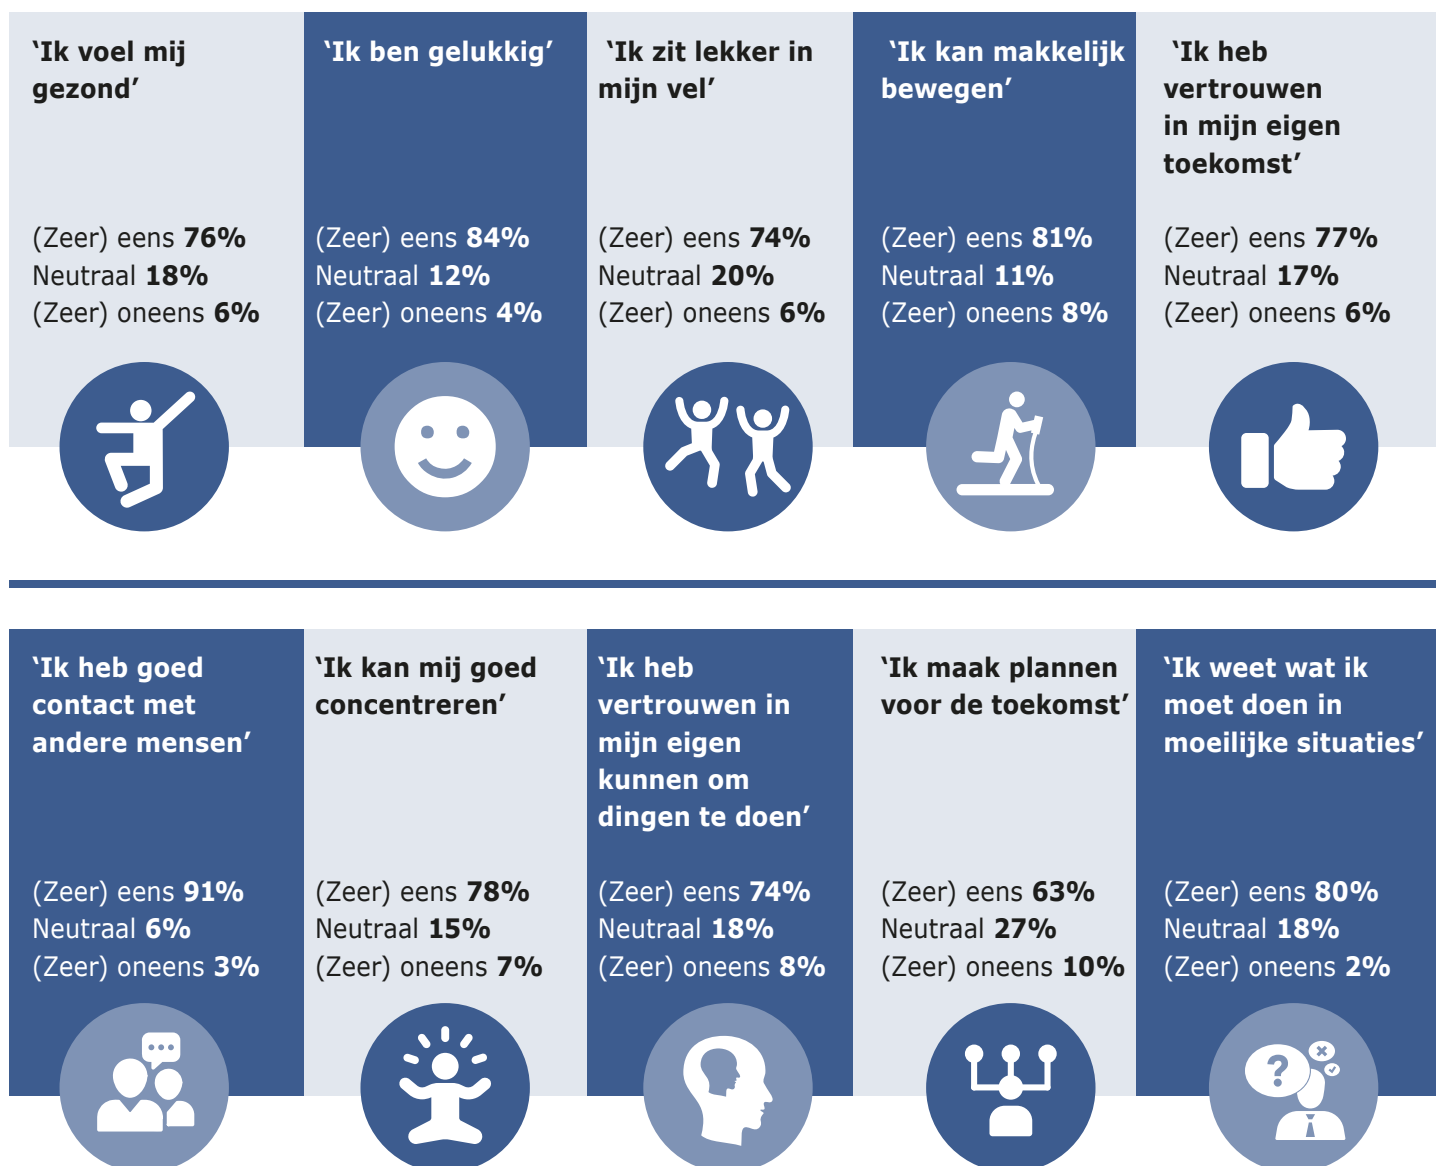 ‘Ik voel mij
gezond’
(Zeer) eens 76%
Neutraal 18%
(Zeer) oneens 6%
‘Ik ben gelukkig’
(Zeer) eens 84%
Neutraal 12%
(Zeer) oneens 4%
‘Ik zit lekker in
mijn vel’
(Zeer) eens 74%
Neutraal 20%
(Zeer) oneens 6%
‘Ik kan makkelijk
bewegen’
(Zeer) eens 81%
Neutraal 11%
(Zeer) oneens 8%
‘Ik heb
vertrouwen
in mijn eigen
toekomst’
(Zeer) eens 77%
Neutraal 17%
(Zeer) oneens 6%
‘Ik heb goed
contact met
andere mensen’
(Zeer) eens 91%
Neutraal 6%
(Zeer) oneens 3%
‘Ik kan mij goed
concentreren’
(Zeer) eens 78%
Neutraal 15%
(Zeer) oneens 7%
‘Ik heb
vertrouwen in
mijn eigen
kunnen om
dingen te doen’
(Zeer) eens 74%
Neutraal 18%
(Zeer) oneens 8%
‘Ik maak plannen
voor de toekomst’
(Zeer) eens 63%
Neutraal 27%
(Zeer) oneens 10%
‘Ik weet wat ik
moet doen in
moeilijke situaties’
(Zeer) eens 80%
Neutraal 18%
(Zeer) oneens 2%
?